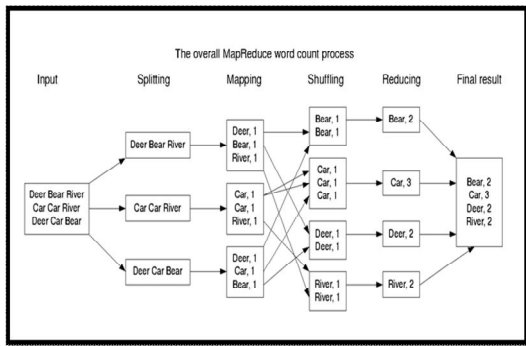 The overall MapReduce word count process
Input
Splitting
Mapping
Shuffling
Reducing
Final result
Deer Bear River
Car Car River
Deer Car Bear
Deer Bear River
Car Car River
Deer Car Bear
Deer, 1
Bear, 1
River, 1
Car, 1
Car, 1
River, 1
Deer, 1
Car, 1
Bear, 1
Bear, 1
Bear, 1
Car, 1
Car, 1
Car, 1
Deer, 1
Deer, 1
River, 1
River, 1
Bear, 2
Car, 3
Deer, 2
River, 2
Bear, 2
Car, 3
Deer, 2
River, 2